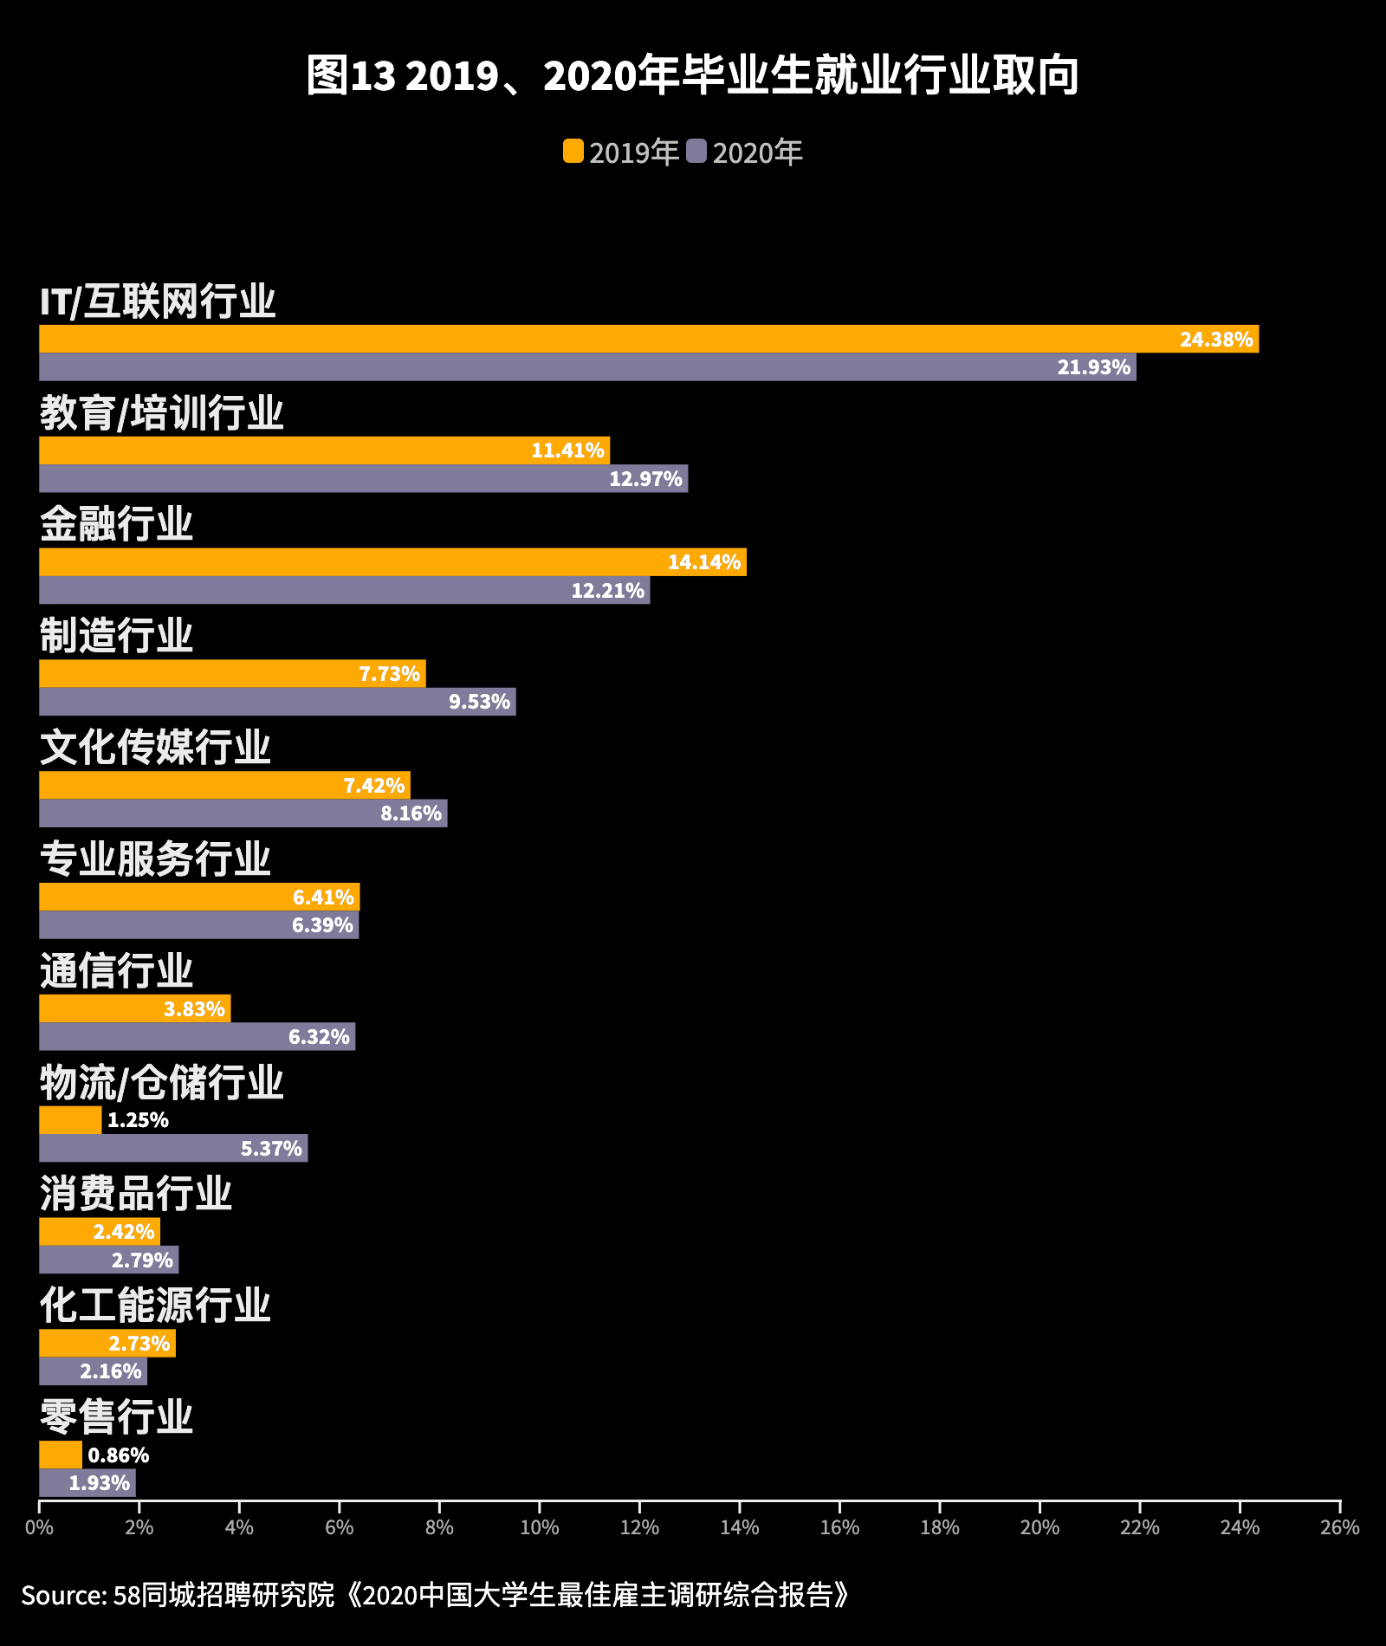 图13 2019、2020年毕业生就业行业取向
2019年 2020年
IT/互联网行业
24.38%
21.93%
教育/培训行业
11.41%
12.97%
金融行业
14.14%
12.21%
制造行业
7.73%
9.53%
文化传媒行业
7.42%
8.16%
专业服务行业
6.41%
6.39%
通信行业
3.83%
6.32%
物流/仓储行业
1.25%
5.37%
消费品行业
2.42%
2.79%
化工能源行业
2.73%
2.16%
零售行业
0.86%
1.93%
0% 2% 4% 6% 8% 10% 12% 14% 16% 18% 20% 22% 24% 26%
Source: 58同城招聘研究院《2020中国大学生最佳雇主调研综合报告》